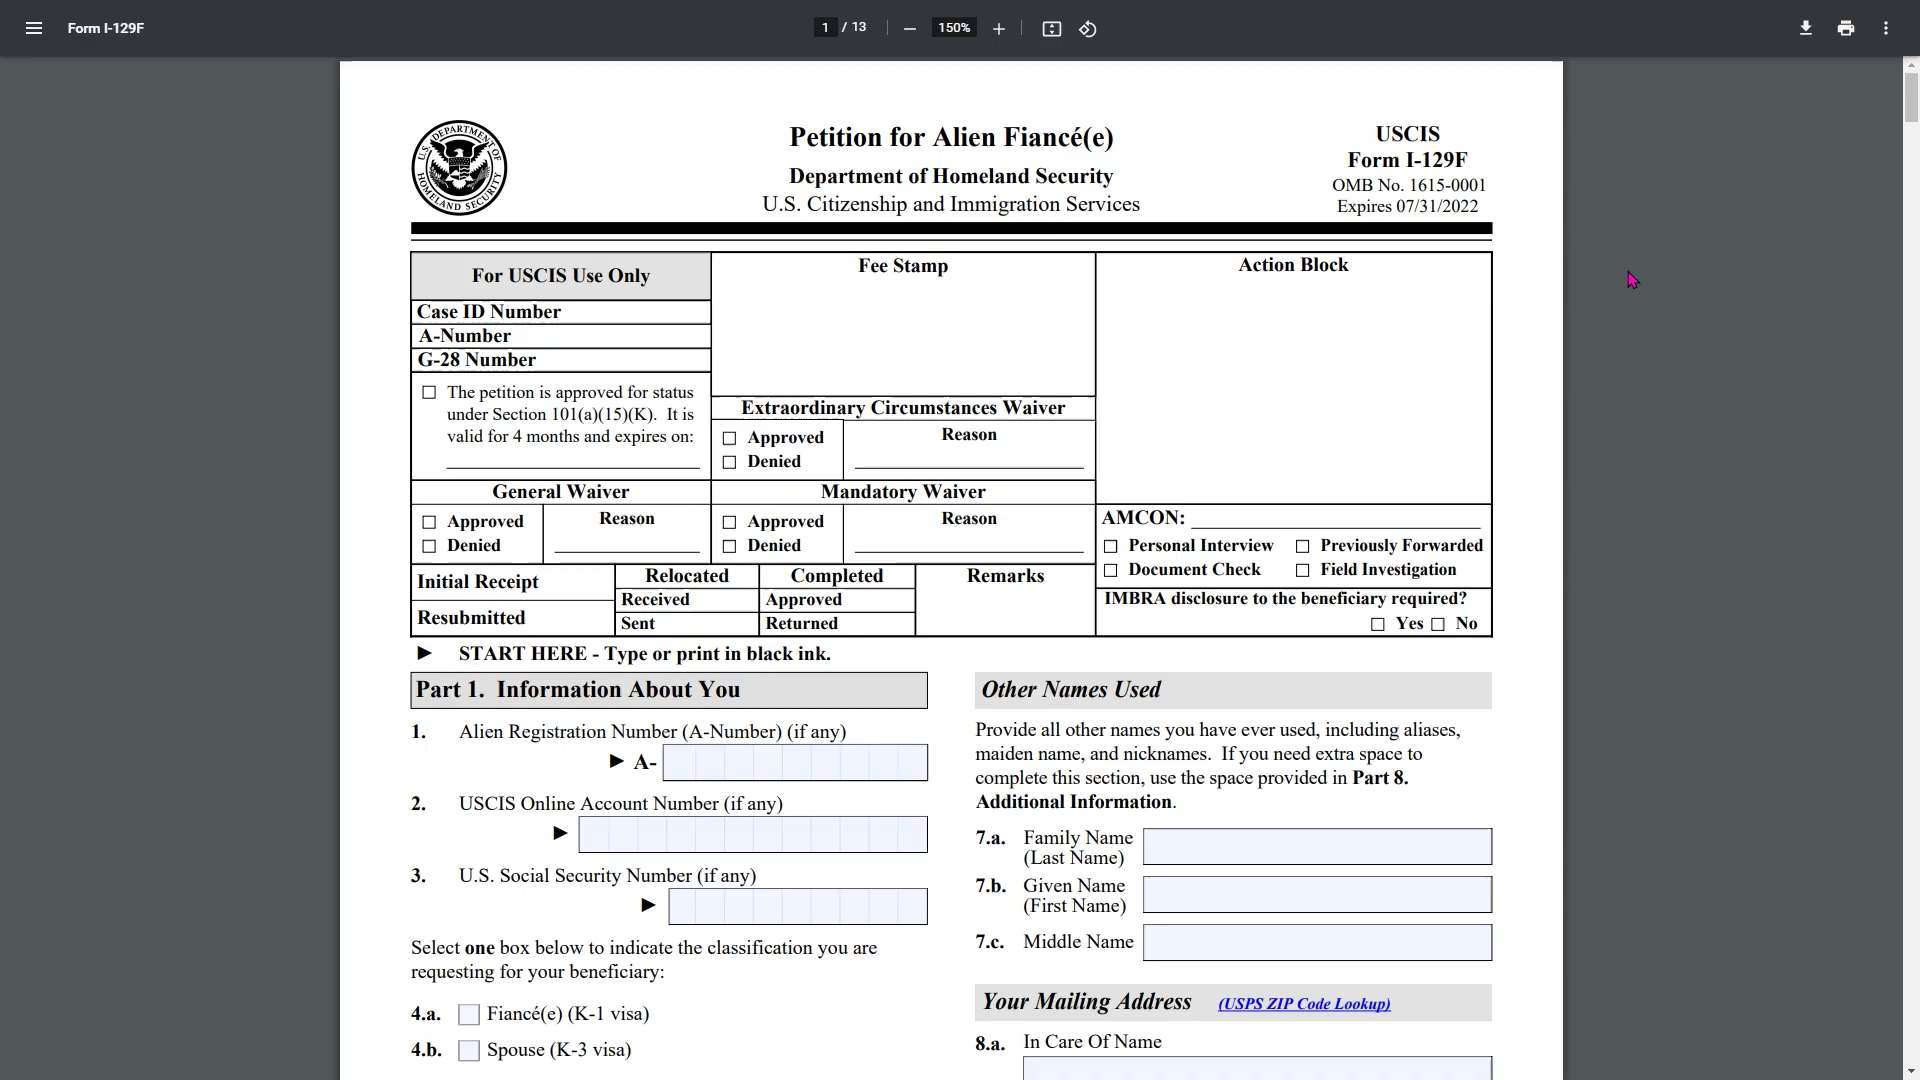 Form I-129F
1 / 13
150%
U.S. DEPARTMENT OF HOMELAND SECURITY
Petition for Alien Fiancé(e)
Department of Homeland Security
U.S. Citizenship and Immigration Services
USCIS
Form I-129F
OMB No. 1615-0001
Expires 07/31/2022
For USCIS Use Only
Case ID Number
A-Number
G-28 Number
The petition is approved for status
under Section 101(a)(15)(K). It is
valid for 4 months and expires on:
Fee Stamp
Action Block
Extraordinary Circumstances Waiver
Approved
Denied
Reason
General Waiver
Approved
Denied
Reason
Mandatory Waiver
Approved
Denied
Reason
AMCON:
Personal Interview
Previously Forwarded
Document Check
Field Investigation
IMBRA disclosure to the beneficiary required?
Yes No
Initial Receipt
Resubmitted
Relocated
Received
Sent
Completed
Approved
Returned
Remarks
► START HERE - Type or print in black ink.
Part 1. Information About You
1. Alien Registration Number (A-Number) (if any)
► A-
2. USCIS Online Account Number (if any)
►
3. U.S. Social Security Number (if any)
►
Select one box below to indicate the classification you are
requesting for your beneficiary:
4.a. Fiancé(e) (K-1 visa)
4.b. Spouse (K-3 visa)
Other Names Used
Provide all other names you have ever used, including aliases,
maiden name, and nicknames. If you need extra space to
complete this section, use the space provided in Part 8.
Additional Information.
7.a. Family Name
(Last Name)
7.b. Given Name
(First Name)
7.c. Middle Name
Your Mailing Address (USPS ZIP Code Lookup)
8.a. In Care Of Name